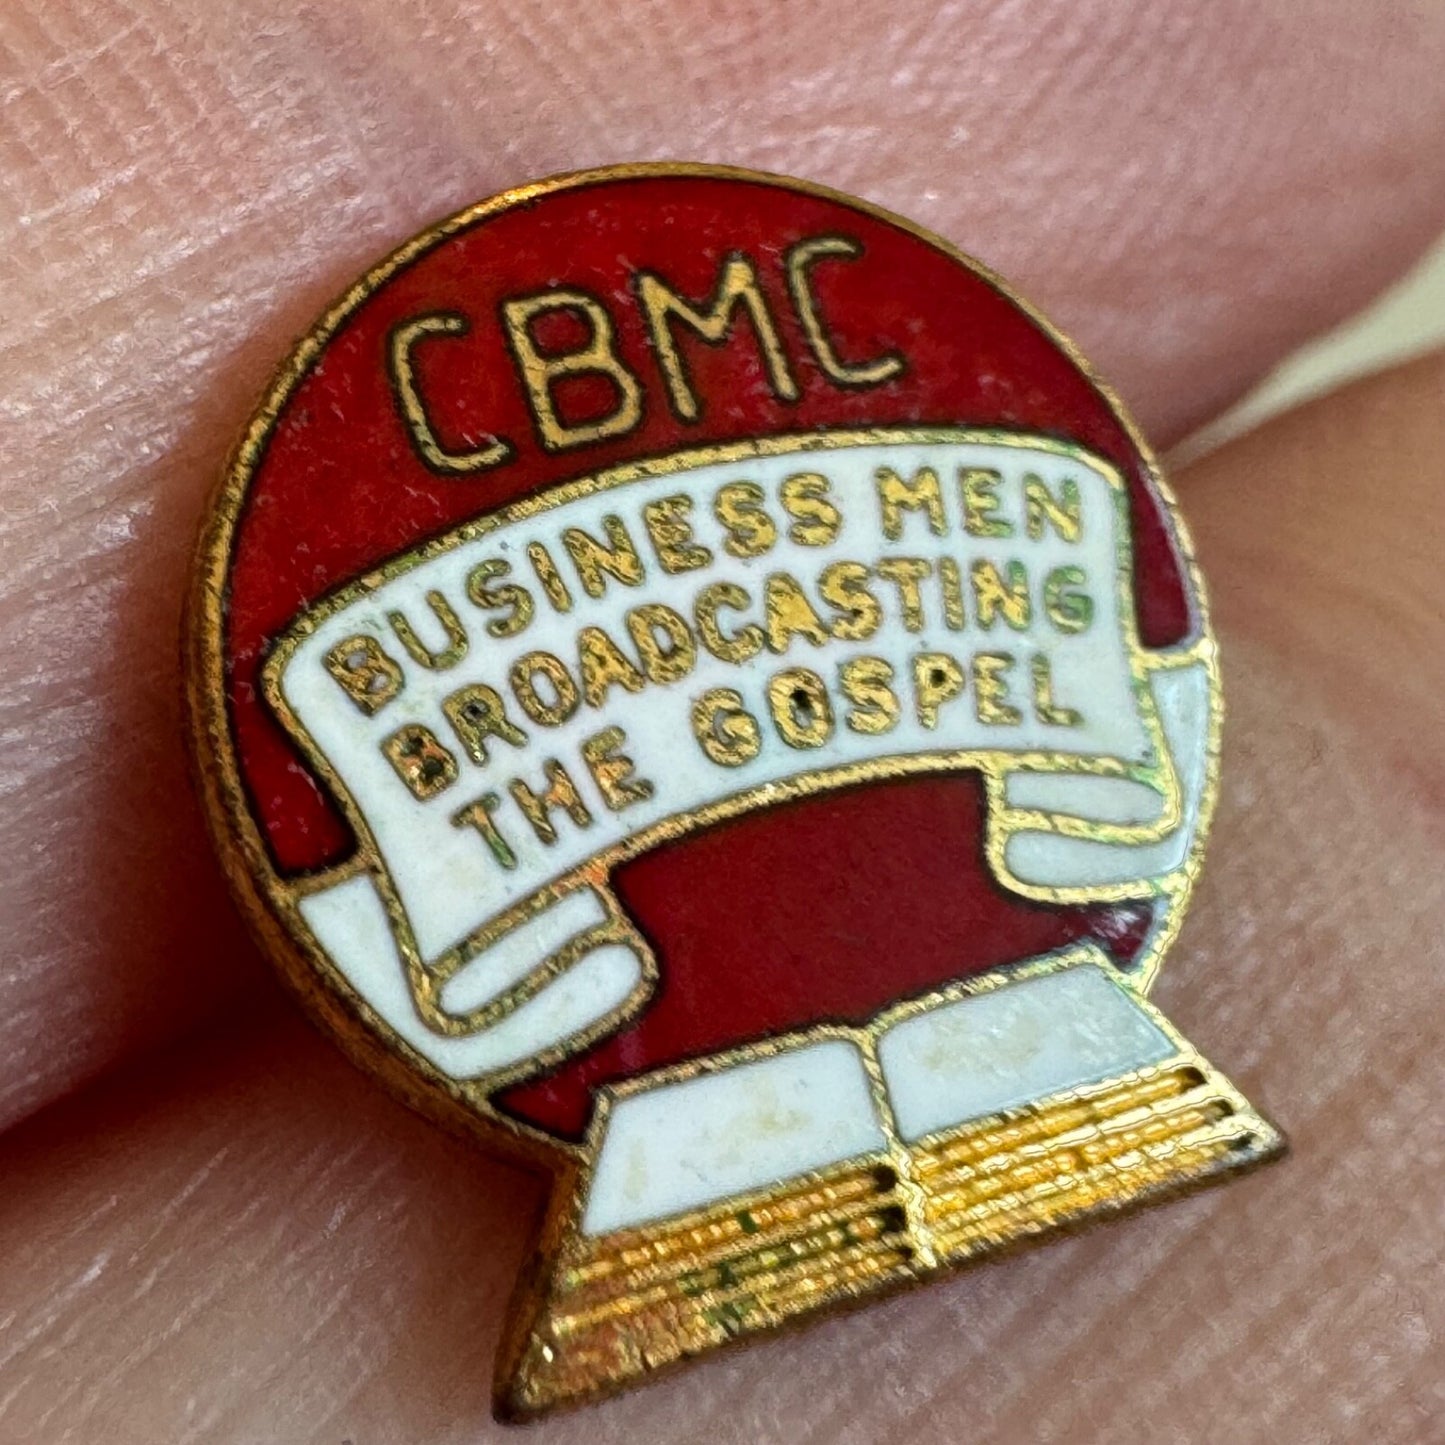 CBMC
BUSINESS MEN
BROADCASTING
THE GOSPEL